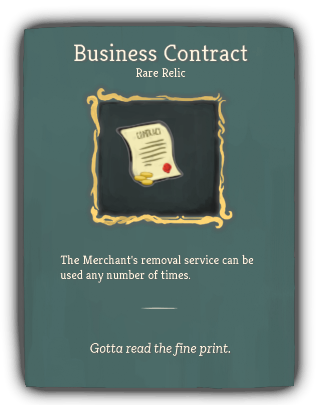 Business Contract
Rare Relic
CONTRACT
The Merchant's removal service can be
used any number of times.
Gotta read the fine print.